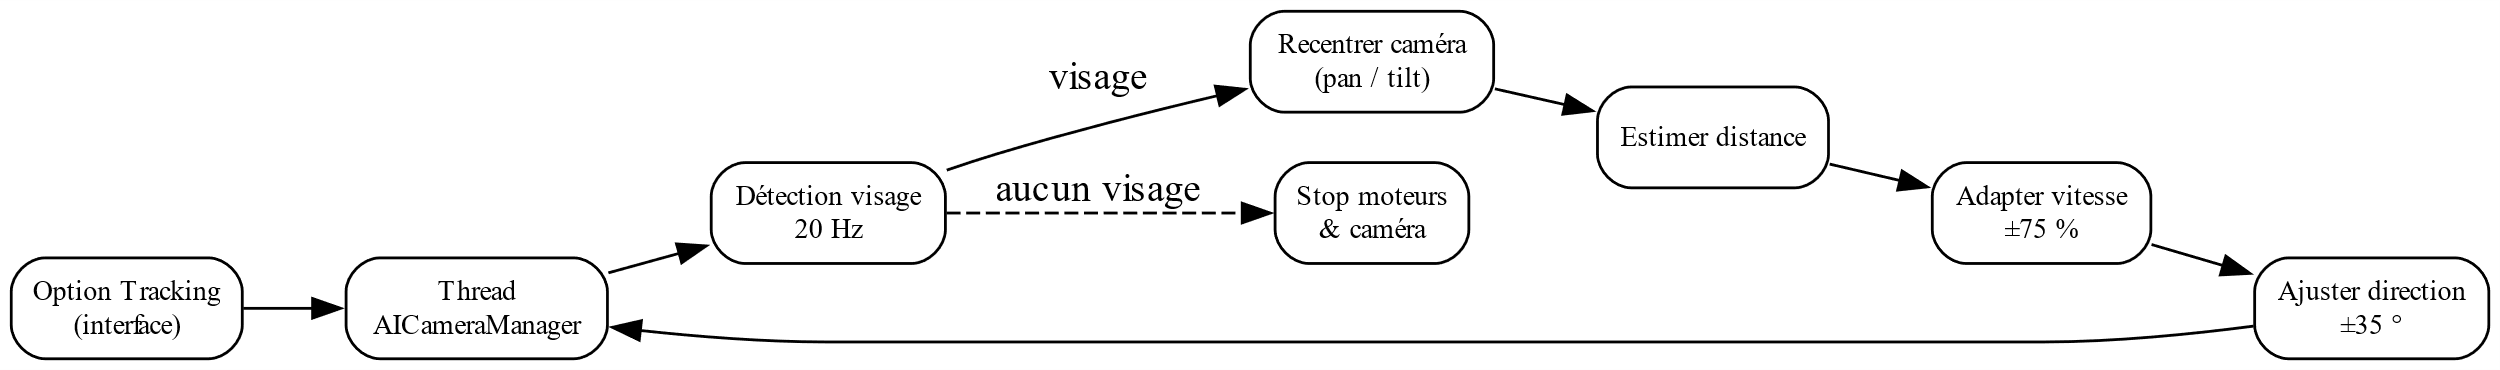 Option Tracking
(interface)
Thread
AICameraManager
Détection visage
20 Hz
visage
aucun visage
Recentrer caméra
(pan / tilt)
Stop moteurs
& caméra
Estimer distance
Adapter vitesse
±75 %
Ajuster direction
±35 °